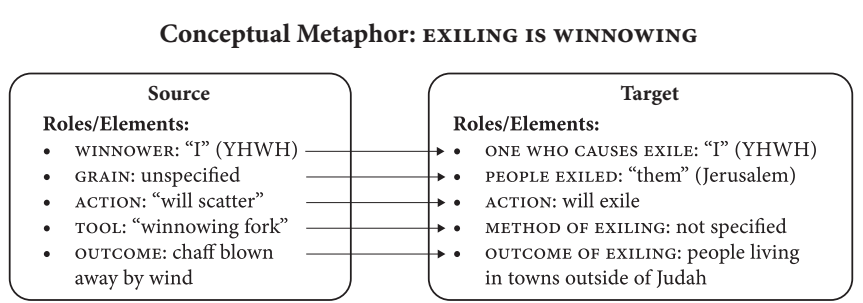 Conceptual Metaphor: EXILING IS WINNOWING
Source
Roles/Elements:
• WINNOWER: “I” (YHWH)
• GRAIN: unspecified
• ACTION: “will scatter”
• TOOL: “winnowing fork”
• OUTCOME: chaff blown
away by wind
Target
Roles/Elements:
• ONE WHO CAUSES EXILE: “I” (YHWH)
• PEOPLE EXILED: “them” (Jerusalem)
• ACTION: will exile
• METHOD OF EXILING: not specified
• OUTCOME OF EXILING: people living
in towns outside of Judah